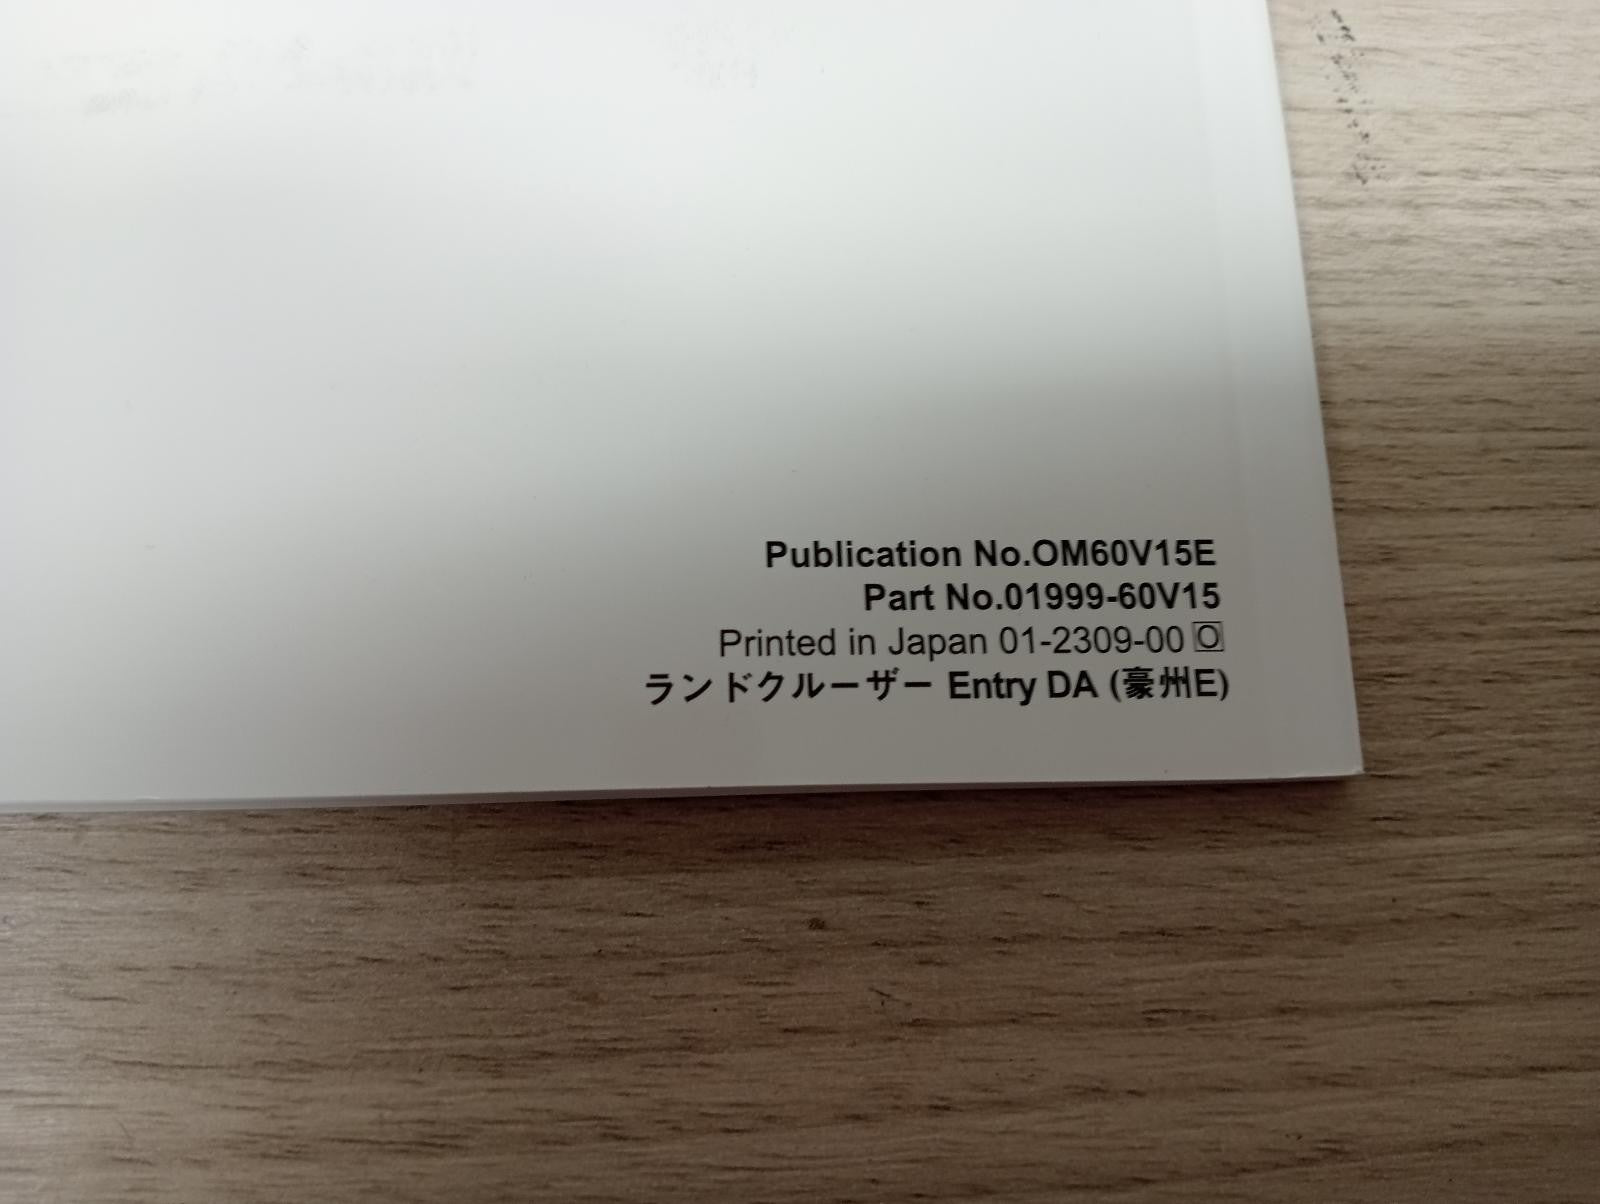 Publication No.OM60V15E
Part No.01999-60V15
Printed in Japan 01-2309-00 O
ランドクルーザー Entry DA (豪州E)